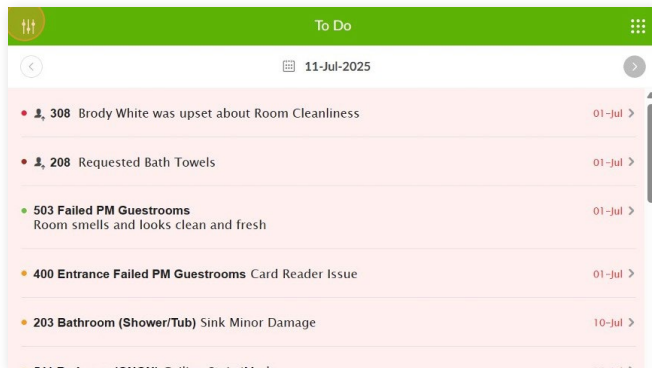 To Do
11-Jul-2025
308 Brody White was upset about Room Cleanliness
01-Jul
208 Requested Bath Towels
01-Jul
503 Failed PM Guestrooms
01-Jul
Room smells and looks clean and fresh
400 Entrance Failed PM Guestrooms Card Reader Issue
01-Jul
203 Bathroom (Shower/Tub) Sink Minor Damage
10-Jul